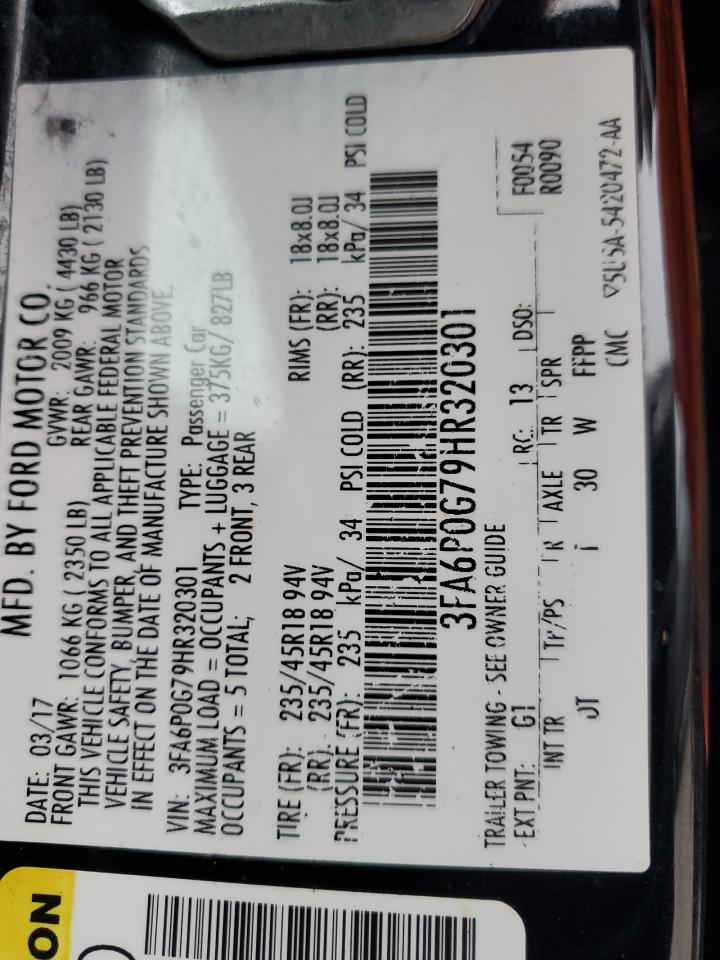 MFD. BY FORD MOTOR CO.
DATE: 03/17 GVWR: 2009 KG ( 4430 LB)
FRONT GAWR: 1066 KG ( 2350 LB) REAR GAWR: 966 KG ( 2130 LB)
THIS VEHICLE CONFORMS TO ALL APPLICABLE FEDERAL MOTOR
VEHICLE SAFETY, BUMPER, AND THEFT PREVENTION STANDARDS
IN EFFECT ON THE DATE OF MANUFACTURE SHOWN ABOVE.
VIN: 3FA6P0G79HR320301 TYPE: Passenger Car
MAXIMUM LOAD = OCCUPANTS + LUGGAGE = 375KG/ 827LB
OCCUPANTS = 5 TOTAL; 2 FRONT, 3 REAR
TIRE (FR): 235/45R18 94V RIMS (FR): 18x8.0J
(RR): 235/45R18 94V (RR): 18x8.0J
PRESSURE (FR): 235 kPa/ 34 PSI COLD (RR): 235 kPa/ 34 PSI COLD
3FA6P0G79HR320301
TRAILER TOWING - SEE OWNER GUIDE F0054
EXT PNT: G1 RC: 13 DSO: R0090
INT TR Tr/PS R AXLE TR SPR
30 W FFPP
CMC 5420472-AA
ON